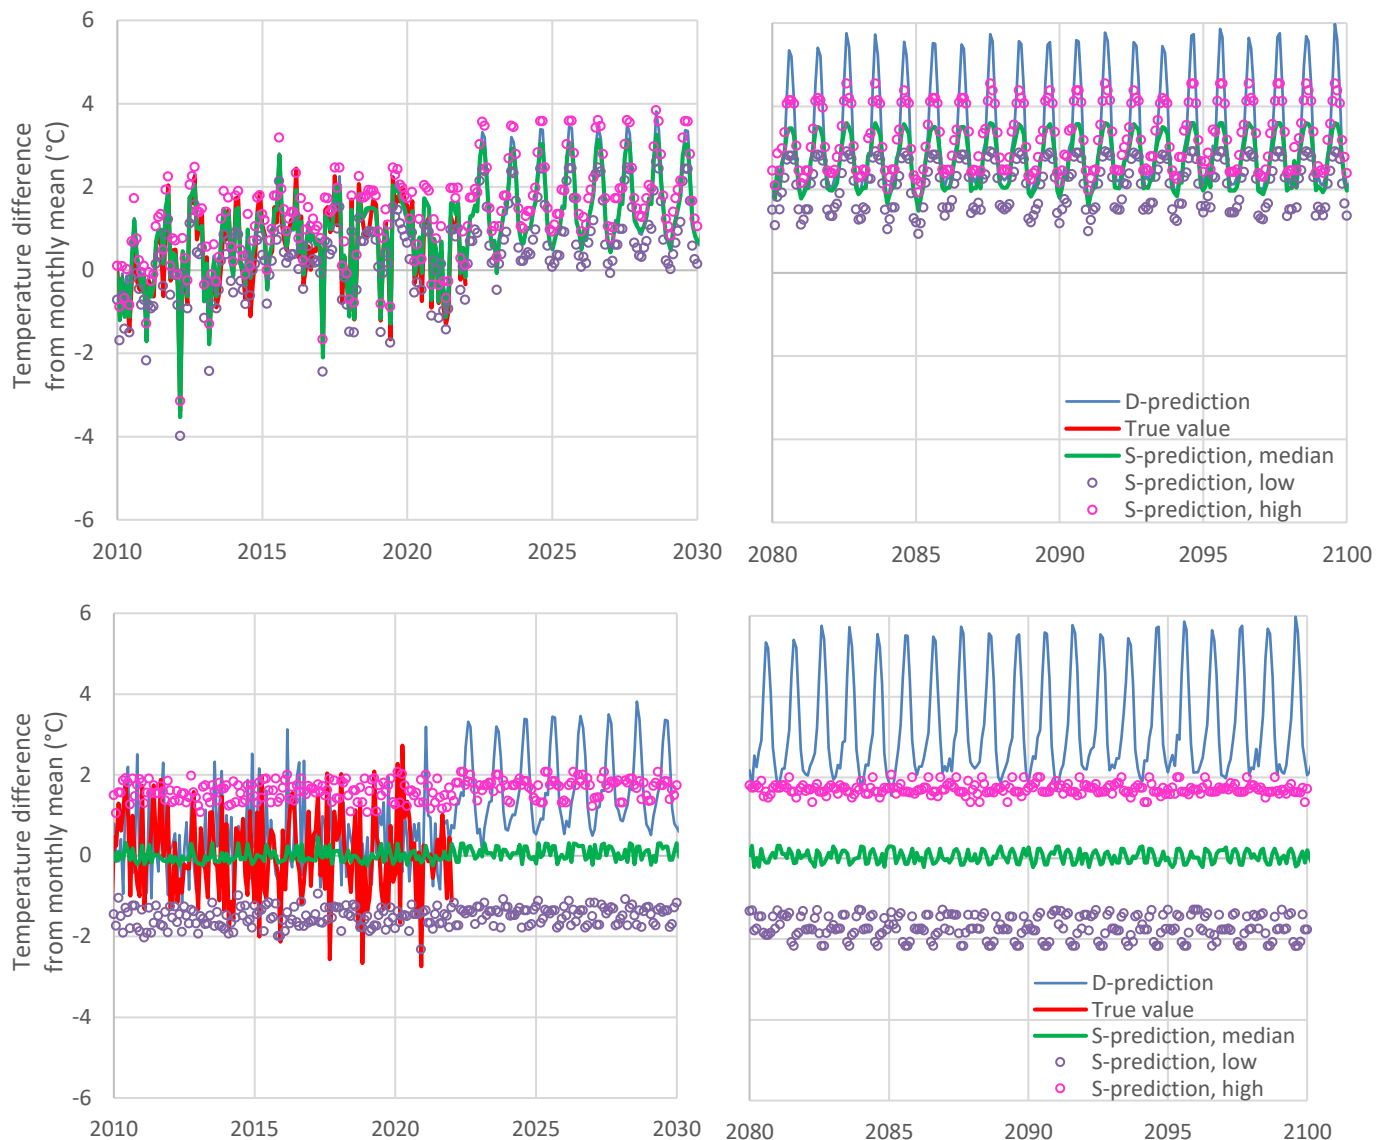 Temperature difference
from monthly mean (°C)
6
4
2
0
-2
-4
-6
2010
2015
2020
2025
2030
D-prediction
True value
S-prediction, median
S-prediction, low
S-prediction, high
2080
2085
2090
2095
2100
Temperature difference
from monthly mean (°C)
6
4
2
0
-2
-4
-6
2010
2015
2020
2025
2030
D-prediction
True value
S-prediction, median
S-prediction, low
S-prediction, high
2080
2085
2090
2095
2100